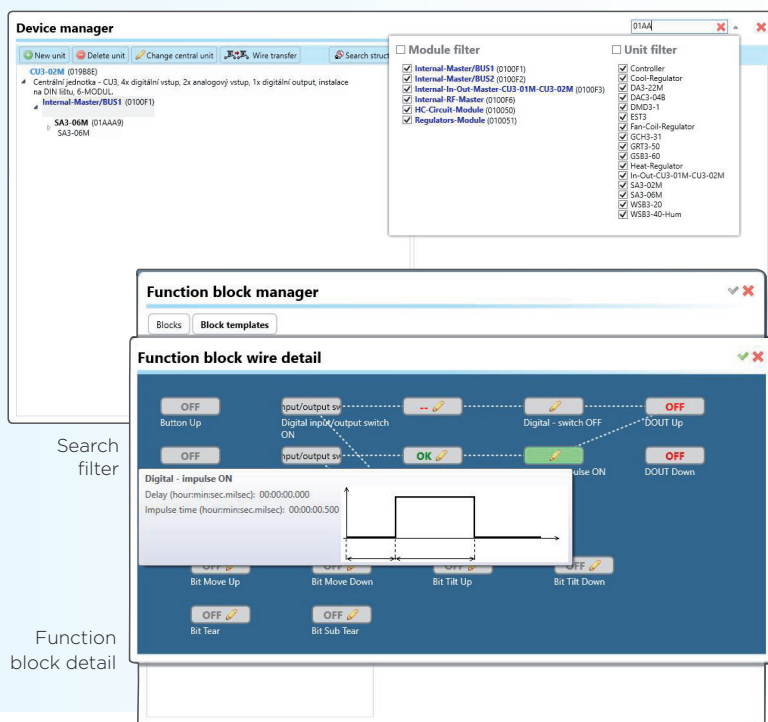 Device manager
01AA
New unit
Delete unit
Change central unit
Wire transfer
Search struct
CU3-02M (019B8E)
Centrální jednotka - CU3, 4x digitální vstup, 2x analogový vstup, 1x digitální output, instalace
na DIN lištu, 6-MODUL.
Internal-Master/BUS1 (0100F1)
SA3-06M (01AAA9)
SA3-06M
Module filter
Internal-Master/BUS1 (0100F1)
Internal-Master/BUS2 (0100F2)
Internal-In-Out-Master-CU3-01M-CU3-02M (0100F3)
Internal-RF-Master (0100F6)
HC-Circuit-Module (010050)
Regulators-Module (010051)
Unit filter
Controller
Cool-Regulator
DA3-22M
DAC3-04B
DMD3-1
EST3
Fan-Coil-Regulator
GCH3-31
GRT3-50
GSB3-60
Heat-Regulator
In-Out-CU3-01M-CU3-02M
SA3-02M
SA3-06M
WSB3-20
WSB3-40-Hum
Function block manager
Blocks
Block templates
Function block wire detail
OFF
nput/output sw
--
OFF
Button Up
Digital input/output switch
ON
Digital - switch OFF
DOUT Up
OFF
nput/output sw
OK
OFF
ulse ON
DOUT Down
Digital - impulse ON
Delay (hour:min:sec.milsec): 00:00:00.000
Impulse time (hour:min:sec.milsec): 00:00:00.500
OFF
OFF
OFF
OFF
Bit Move Up
Bit Move Down
Bit Tilt Up
Bit Tilt Down
OFF
OFF
Bit Tear
Bit Sub Tear
Search
filter
Function
block detail